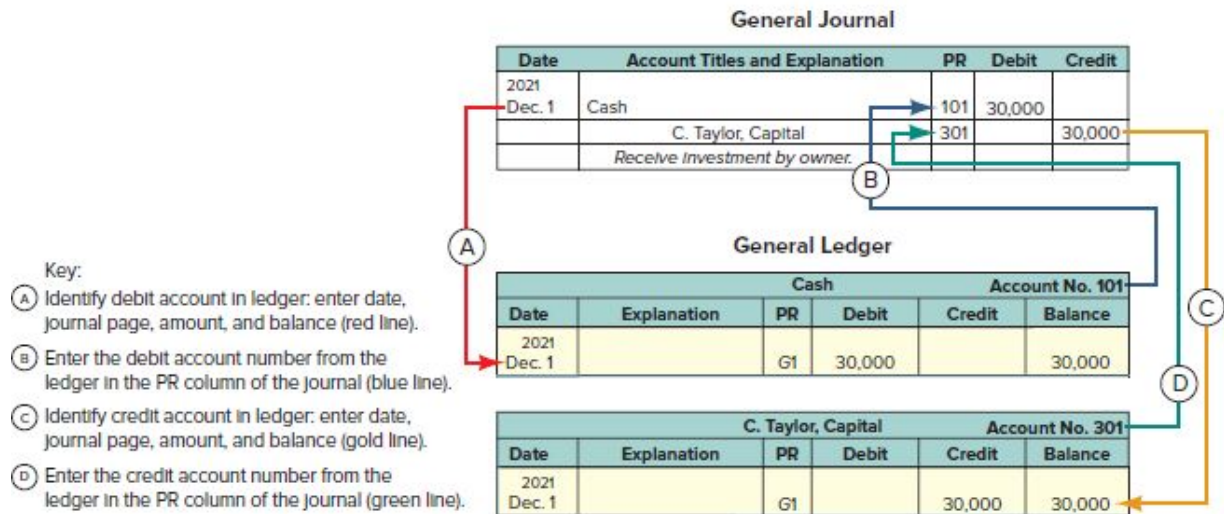 General Journal
Date Account Titles and Explanation PR Debit Credit
2021
Dec. 1 Cash 101 30,000
C. Taylor, Capital 301 30,000
Receive investment by owner.
B
A
General Ledger
Key:
A Identify debit account in ledger: enter date,
journal page, amount, and balance (red line).
B Enter the debit account number from the
ledger in the PR column of the journal (blue line).
C Identify credit account in ledger: enter date,
journal page, amount, and balance (gold line).
D Enter the credit account number from the
ledger in the PR column of the journal (green line).
Cash Account No. 101
Date Explanation PR Debit Credit Balance
2021
Dec. 1 G1 30,000 30,000
C
D
C. Taylor, Capital Account No. 301
Date Explanation PR Debit Credit Balance
2021
Dec. 1 G1 30,000 30,000